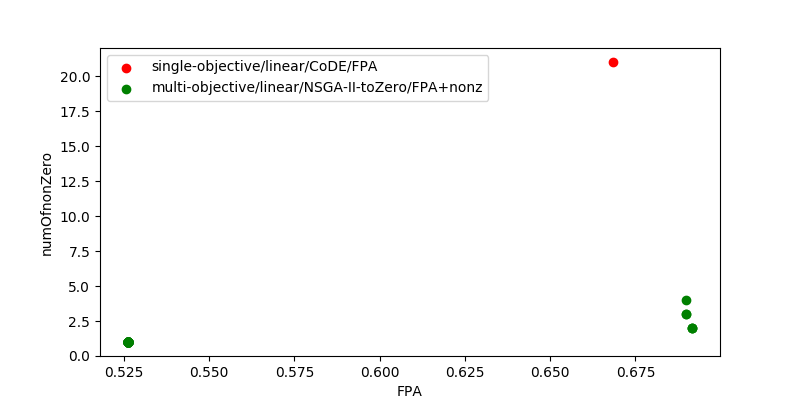 single-objective/linear/CoDE/FPA
multi-objective/linear/NSGA-II-toZero/FPA+nonz
numOfnonZero
20.0
17.5
15.0
12.5
10.0
7.5
5.0
2.5
0.0
0.525 0.550 0.575 0.600 0.625 0.650 0.675
FPA